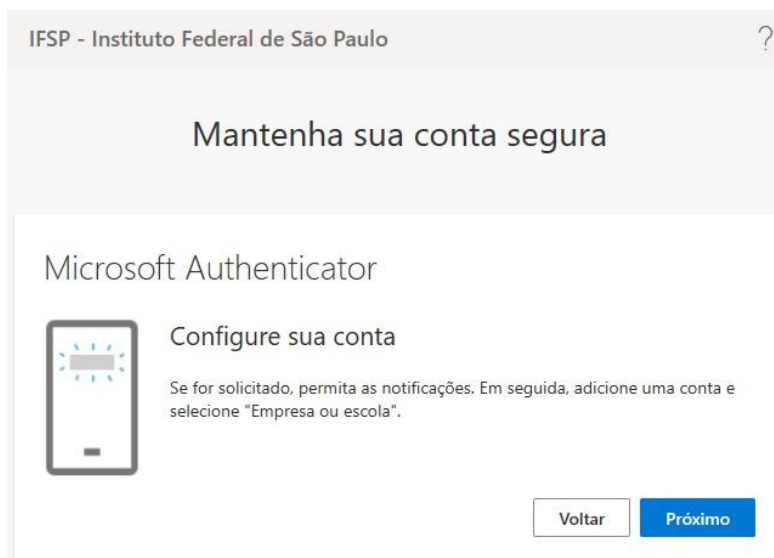 IFSP - Instituto Federal de São Paulo
?
Mantenha sua conta segura
Microsoft Authenticator
Configure sua conta
Se for solicitado, permita as notificações. Em seguida, adicione uma conta e
selecione "Empresa ou escola".
Voltar
Próximo